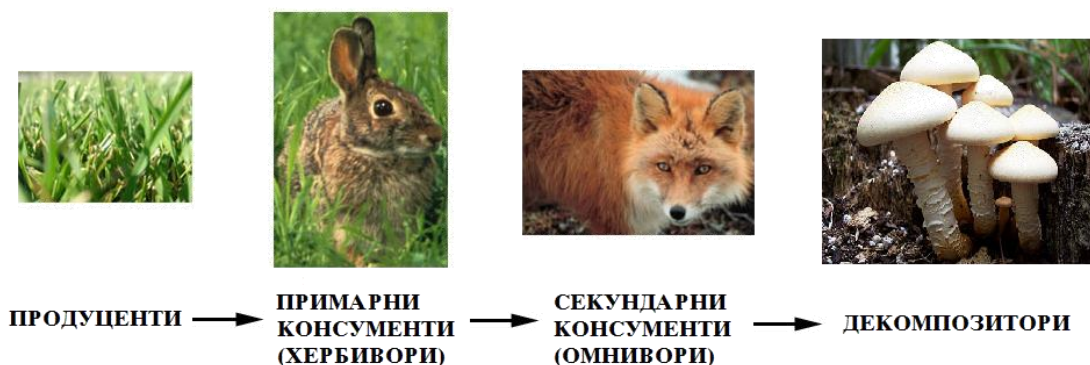 ПРОДУЦЕНТИ
ПРИМАРНИ
КОНСУМЕНТИ
(ХЕРБИВОРИ)
СЕКУНДАРНИ
КОНСУМЕНТИ
(ОМНИВОРИ)
ДЕКОМПОЗИТОРИ